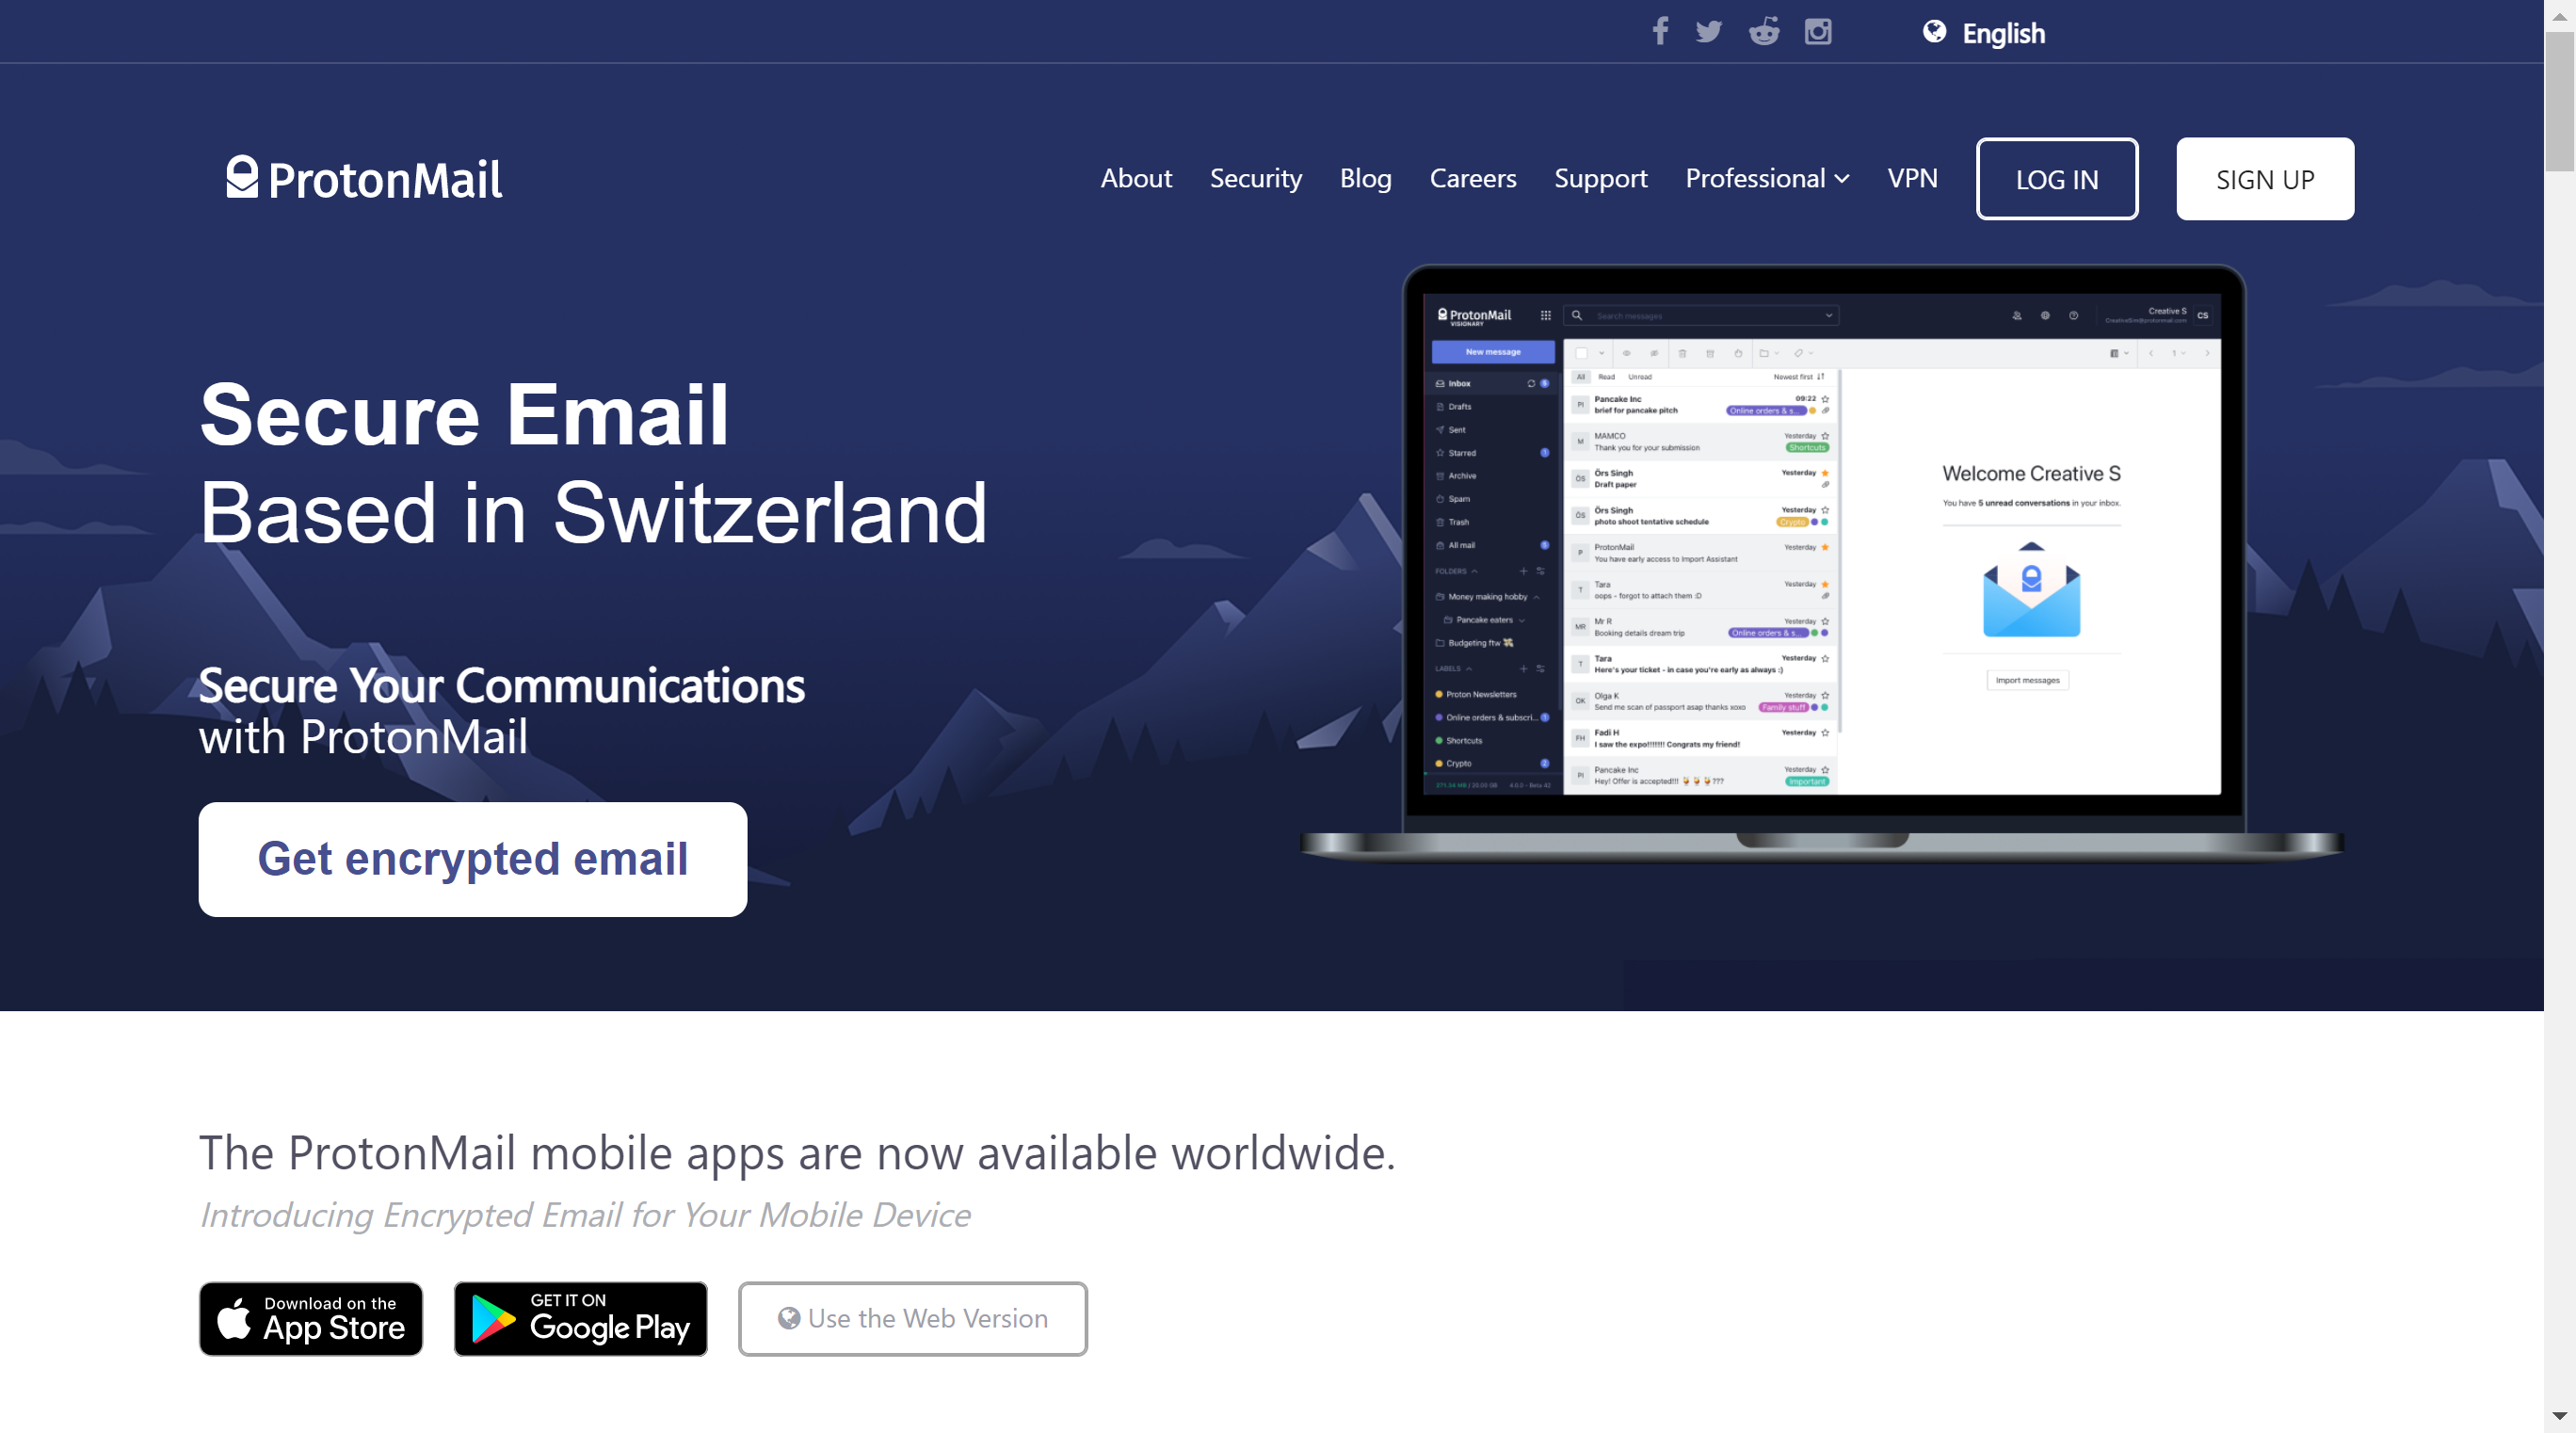 English
ProtonMail
About Security Blog Careers Support Professional VPN LOG IN SIGN UP
Secure Email
Based in Switzerland
Secure Your Communications
with ProtonMail
Get encrypted email
ProtonMail
VISIONARY
Search messages
Creative S
CS
New message
Inbox 5
Drafts
Sent
Starred 1
Archive
Spam
Trash
All mail 5
FOLDERS
Money making hobby
Pancake eaters
Budgeting ftw
LABELS
Proton Newsletters
Online orders & subscri... 1
Shortcuts
Crypto 2
1
All Read Unread Newest first
PI Pancake Inc 09:22
brief for pancake pitch Online orders & s...
M MAMCO Yesterday
Thank you for your submission Shortcuts
ÖS Örs Singh Yesterday
Draft paper
ÖS Örs Singh Yesterday
photo shoot tentative schedule Crypto
P ProtonMail Yesterday
You have early access to Import Assistant
T Tara Yesterday
oops - forgot to attach them :D
MR Mr R Yesterday
Booking details dream trip Online orders & s...
T Tara Yesterday
Here's your ticket - in case you're early as always :)
OK Olga K Yesterday
Send me scan of passport asap thanks xoxo Family stuff
FH Fadi H Yesterday
I saw the expo!!!!!!! Congrats my friend!
PI Pancake Inc Yesterday
Hey! Offer is accepted!!! ??? Important
Welcome Creative S
You have 5 unread conversations in your inbox.
Import messages
The ProtonMail mobile apps are now available worldwide.
Introducing Encrypted Email for Your Mobile Device
Download on the
App Store
GET IT ON
Google Play
Use the Web Version